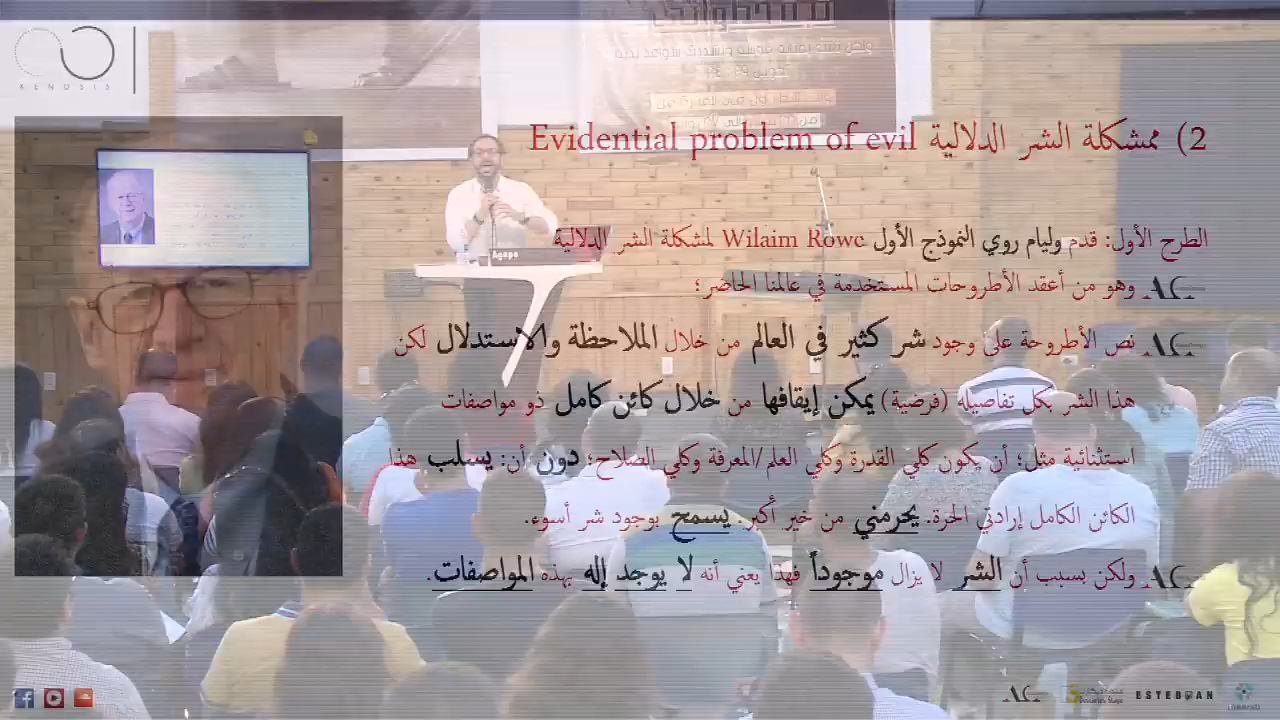 KENOSIS
2) ممشكلة الشر الدلالية Evidential problem of evil
الطرح الأول: قدم وليام روي النموذج الأول Wilaim Rowe لمشكلة الشر الدلالية
وهو من أعقد الأطروحات المستخدمة في عالمنا الحاضر؛
نص الأطروحة على وجود شر كثير في العالم من خلال الملاحظة والاستدلال لكن
هذا الشر بكل تفاصيله (فرضية) يمكن إيقافها من خلال كائن كامل ذو مواصفات
استثنائية مثل؛ أن يكون كلي القدرة وكلي العلم/المعرفة وكلي الصلاح؛ دون أن: يسلب هذا
الكائن الكامل إرادتي الحرة. يحرمني من خير أكبر. يسمح بوجود شر أسوء.
ولكن بسبب أن الشر لا يزال موجوداً فهذا يعني أنه لا يوجد إله بهذه المواصفات.
Agape
ESTEBRAN